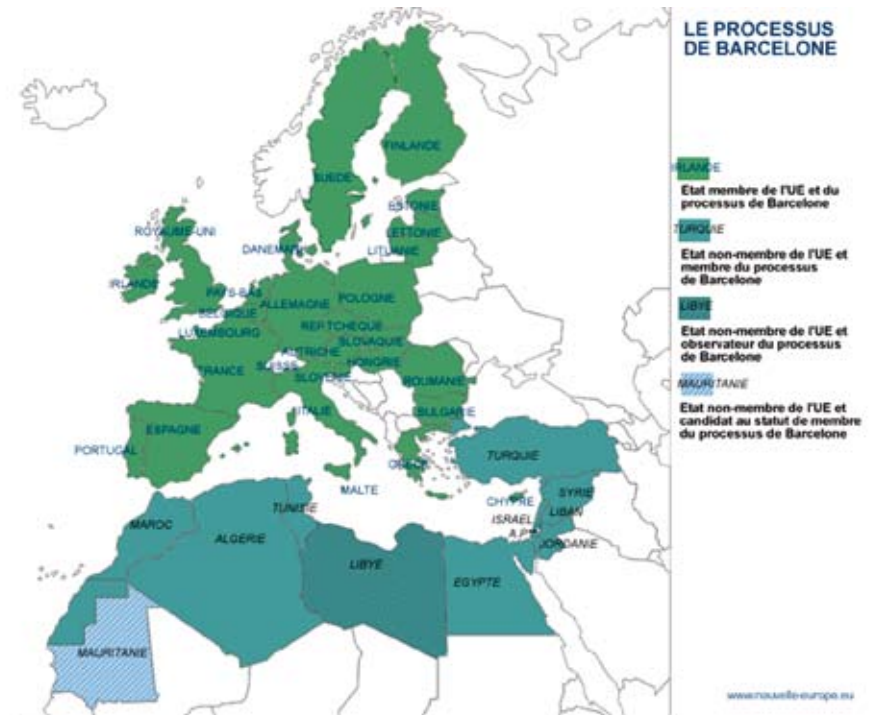 LE PROCESSUS
DE BARCELONE
IRLANDE
Etat membre de l'UE et du
processus de Barcelone
TURQUIE
Etat non-membre de l'UE et
membre du processus
de Barcelone
LIBYE
Etat non-membre de l'UE et
observateur du processus
de Barcelone
MAURITANIE
Etat non-membre de l'UE et
candidat au statut de membre
du processus de Barcelone
FINLANDE
SUEDE
ESTONIE
ROYAUME-UNI
LETTONIE
DANEMARK
LITUANIE
IRLANDE
PAYS-BAS
ALLEMAGNE
POLOGNE
BELGIQUE
REP.TCHEQUE
LUXEMBOURG
SLOVAQUIE
AUTRICHE
FRANCE
SUISSE
HONGRIE
SLOVENIE
ROUMANIE
ITALIE
BULGARIE
ESPAGNE
PORTUGAL
TURQUIE
MALTE
CHYPRE
SYRIE
TUNISIE
ISRAEL
LIBAN
MAROC
A.P
ALGERIE
JORDANIE
LIBYE
EGYPTE
MAURITANIE
www.nouvelle-europe.eu